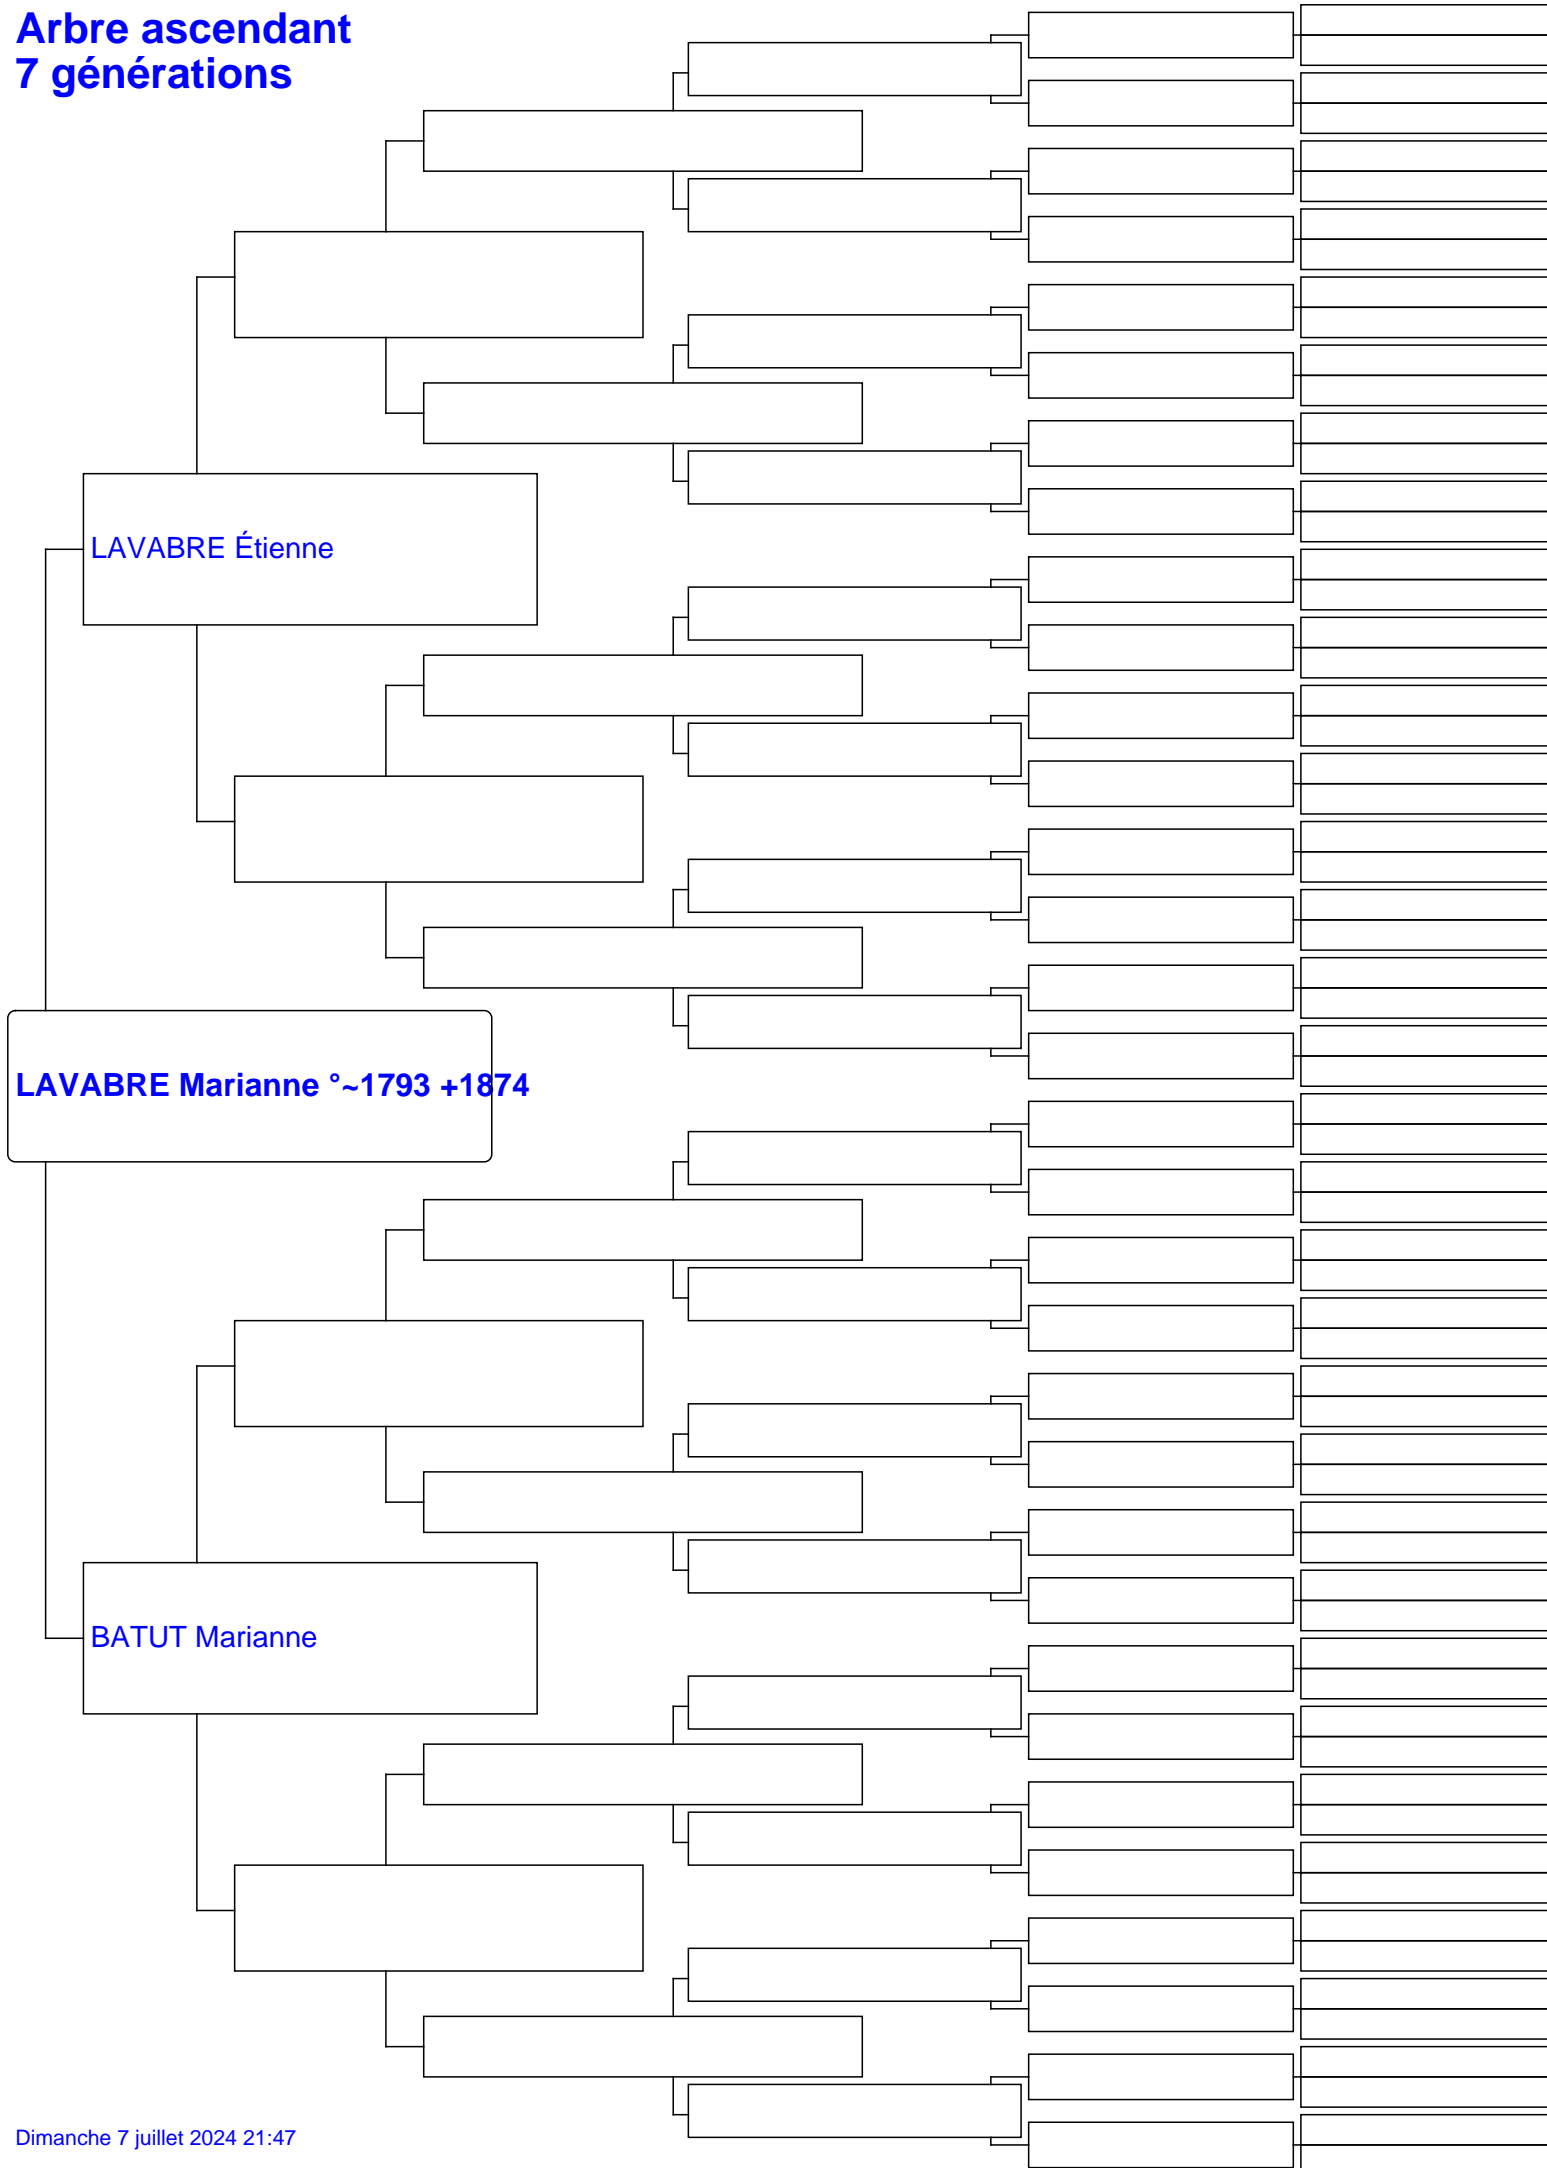 Arbre ascendant
7 générations
LAVABRE Étienne
LAVABRE Marianne °~1793 +1874
BATUT Marianne
Dimanche 7 juillet 2024 21:47